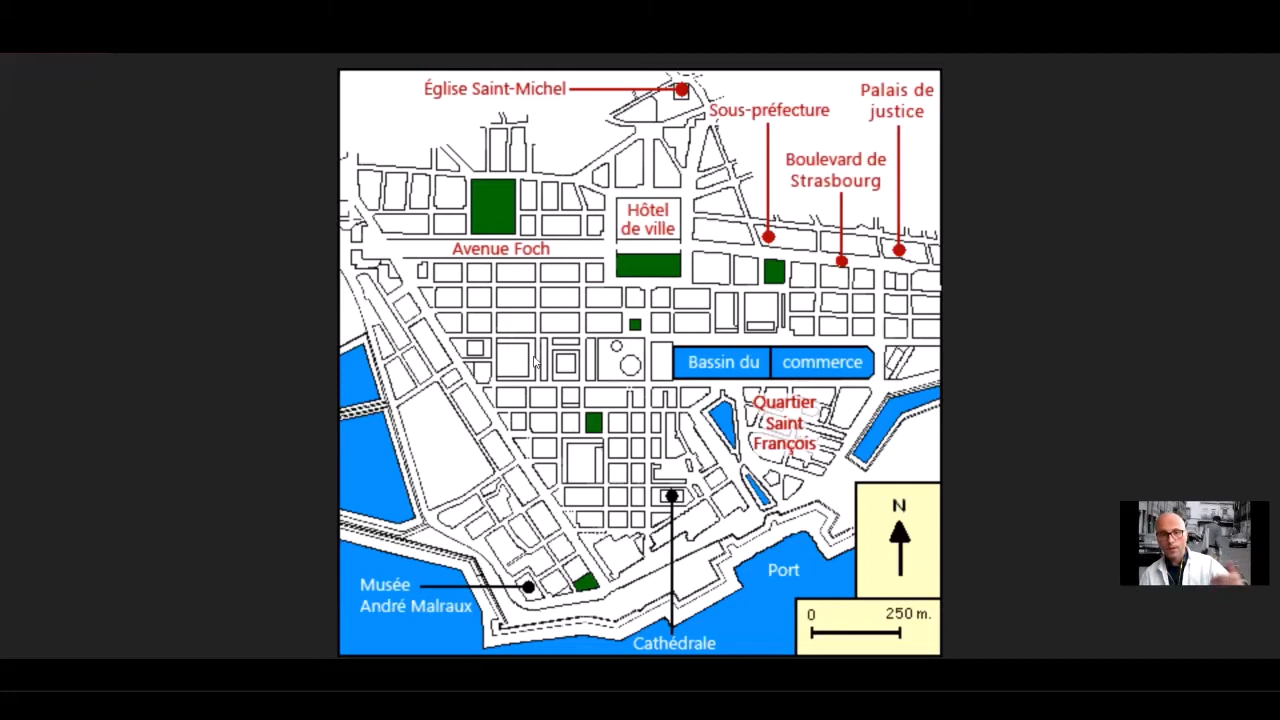 Église Saint-Michel
Sous-préfecture
Palais de
justice
Boulevard de
Strasbourg
Hôtel
de ville
Avenue Foch
Bassin du commerce
Quartier
Saint
François
N
Port
Musée
André Malraux
0 250 m.
Cathédrale